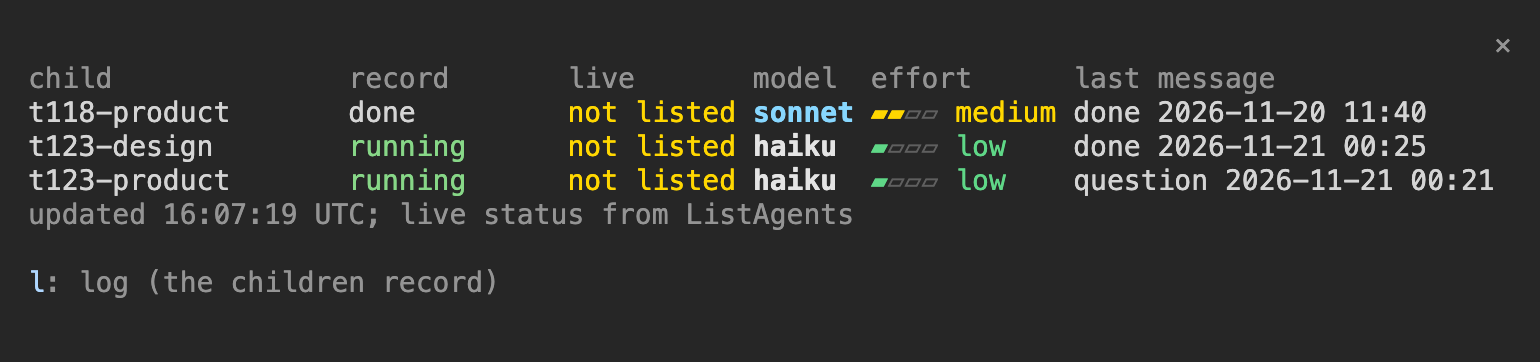 ×
child record live model effort last message
t118-product done not listed sonnet ▰▰▱▱ medium done 2026-11-20 11:40
t123-design running not listed haiku ▰▱▱▱ low done 2026-11-21 00:25
t123-product running not listed haiku ▰▱▱▱ low question 2026-11-21 00:21
updated 16:07:19 UTC; live status from ListAgents
l: log (the children record)